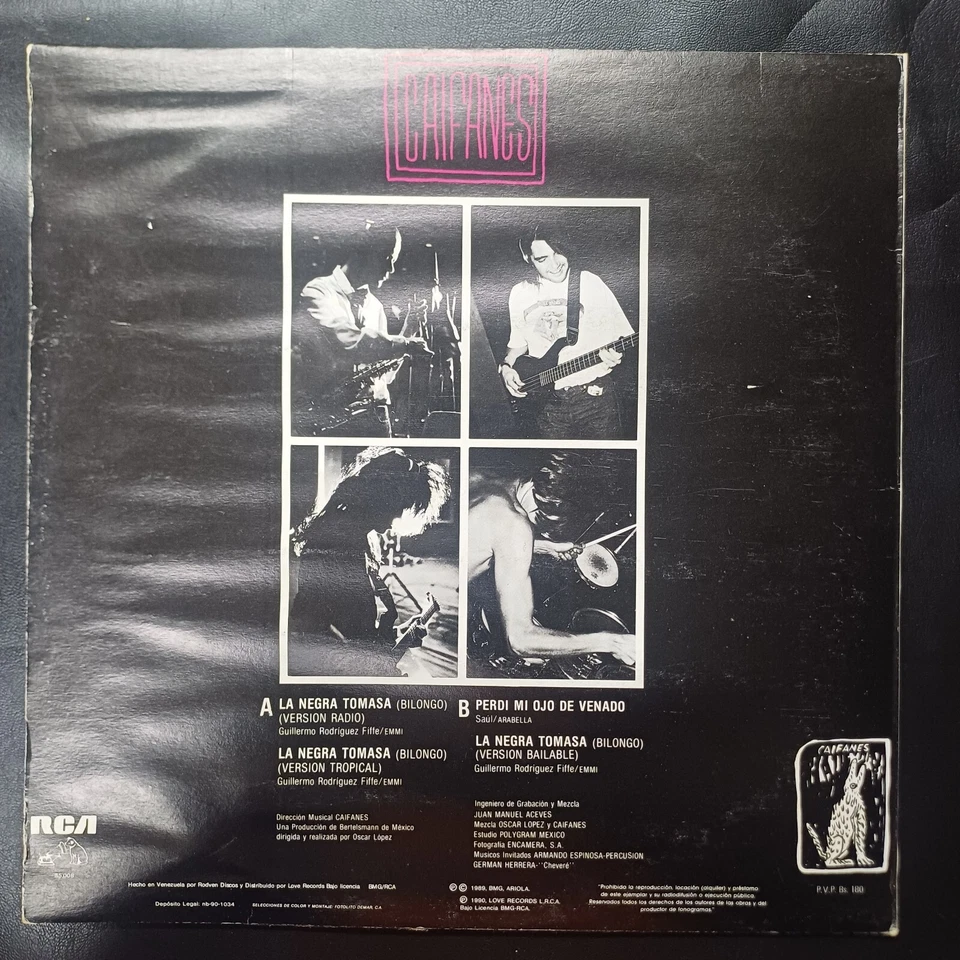 CAIFANES
A LA NEGRA TOMASA (BILONGO)
(VERSION RADIO)
Guillermo Rodríguez Fiffe/EMMI
LA NEGRA TOMASA (BILONGO)
(VERSION TROPICAL)
Guillermo Rodríguez Fiffe/EMMI
B PERDI MI OJO DE VENADO
Saúl/ARABELLA
LA NEGRA TOMASA (BILONGO)
(VERSION BAILABLE)
Guillermo Rodríguez Fiffe/EMMI
Dirección Musical CAIFANES
Una Producción de Bertelsmann de México
dirigida y realizada por Oscar López
Ingeniero de Grabación y Mezcla
JUAN MANUEL ACEVES
Mezcla OSCAR LOPEZ y CAIFANES
Estudio POLYGRAM MEXICO
Fotografía ENCAMERA, S.A.
Musicos Invitados ARMANDO ESPINOSA-PERCUSION
GERMAN HERRERA-"Cheveré"
CAIFANES
RCA
Hecho en Venezuela por Rodven Discos y Distribuido por Love Records Bajo licencia BMG/RCA
Depósito Legal: nb-90-1034
SELECCIONES DE COLOR Y MONTAJE: FOTOLITO DEMAR, C.A.
Ⓟ © 1989, BMG, ARIOLA.
Ⓟ 1990, LOVE RECORDS L.R.C.A.
Bajo Licencia BMG-RCA.
"Prohibida la reproducción, locación (alquiler) y préstamo
de este ejemplar y su radiodifusión o ejecución pública.
Reservados todos los derechos de los autores de las obras y del
productor de fonogramas."
P.V.P. Bs. 180